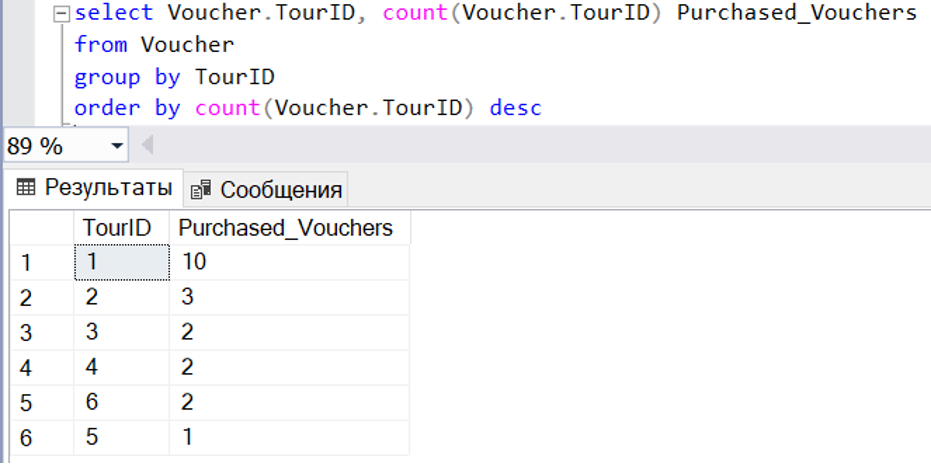 select Voucher.TourID, count(Voucher.TourID) Purchased_Vouchers
from Voucher
group by TourID
order by count(Voucher.TourID) desc
89 %
Результаты Сообщения
TourID Purchased_Vouchers
1 1 10
2 2 3
3 3 2
4 4 2
5 6 2
6 5 1